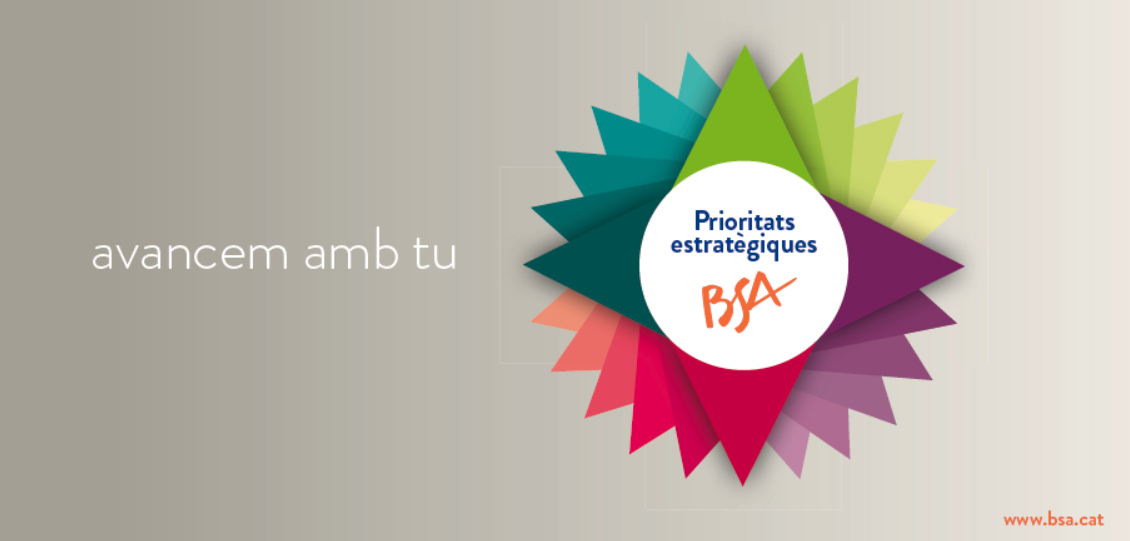 avancem amb tu
Prioritats
estratègiques
BSA
www.bsa.cat